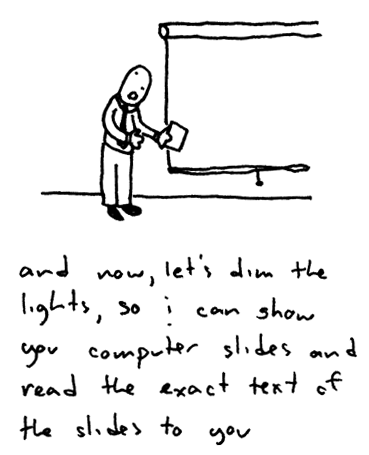 and now, let's dim the
lights, so i can show
you computer slides and
read the exact text of
the slides to you